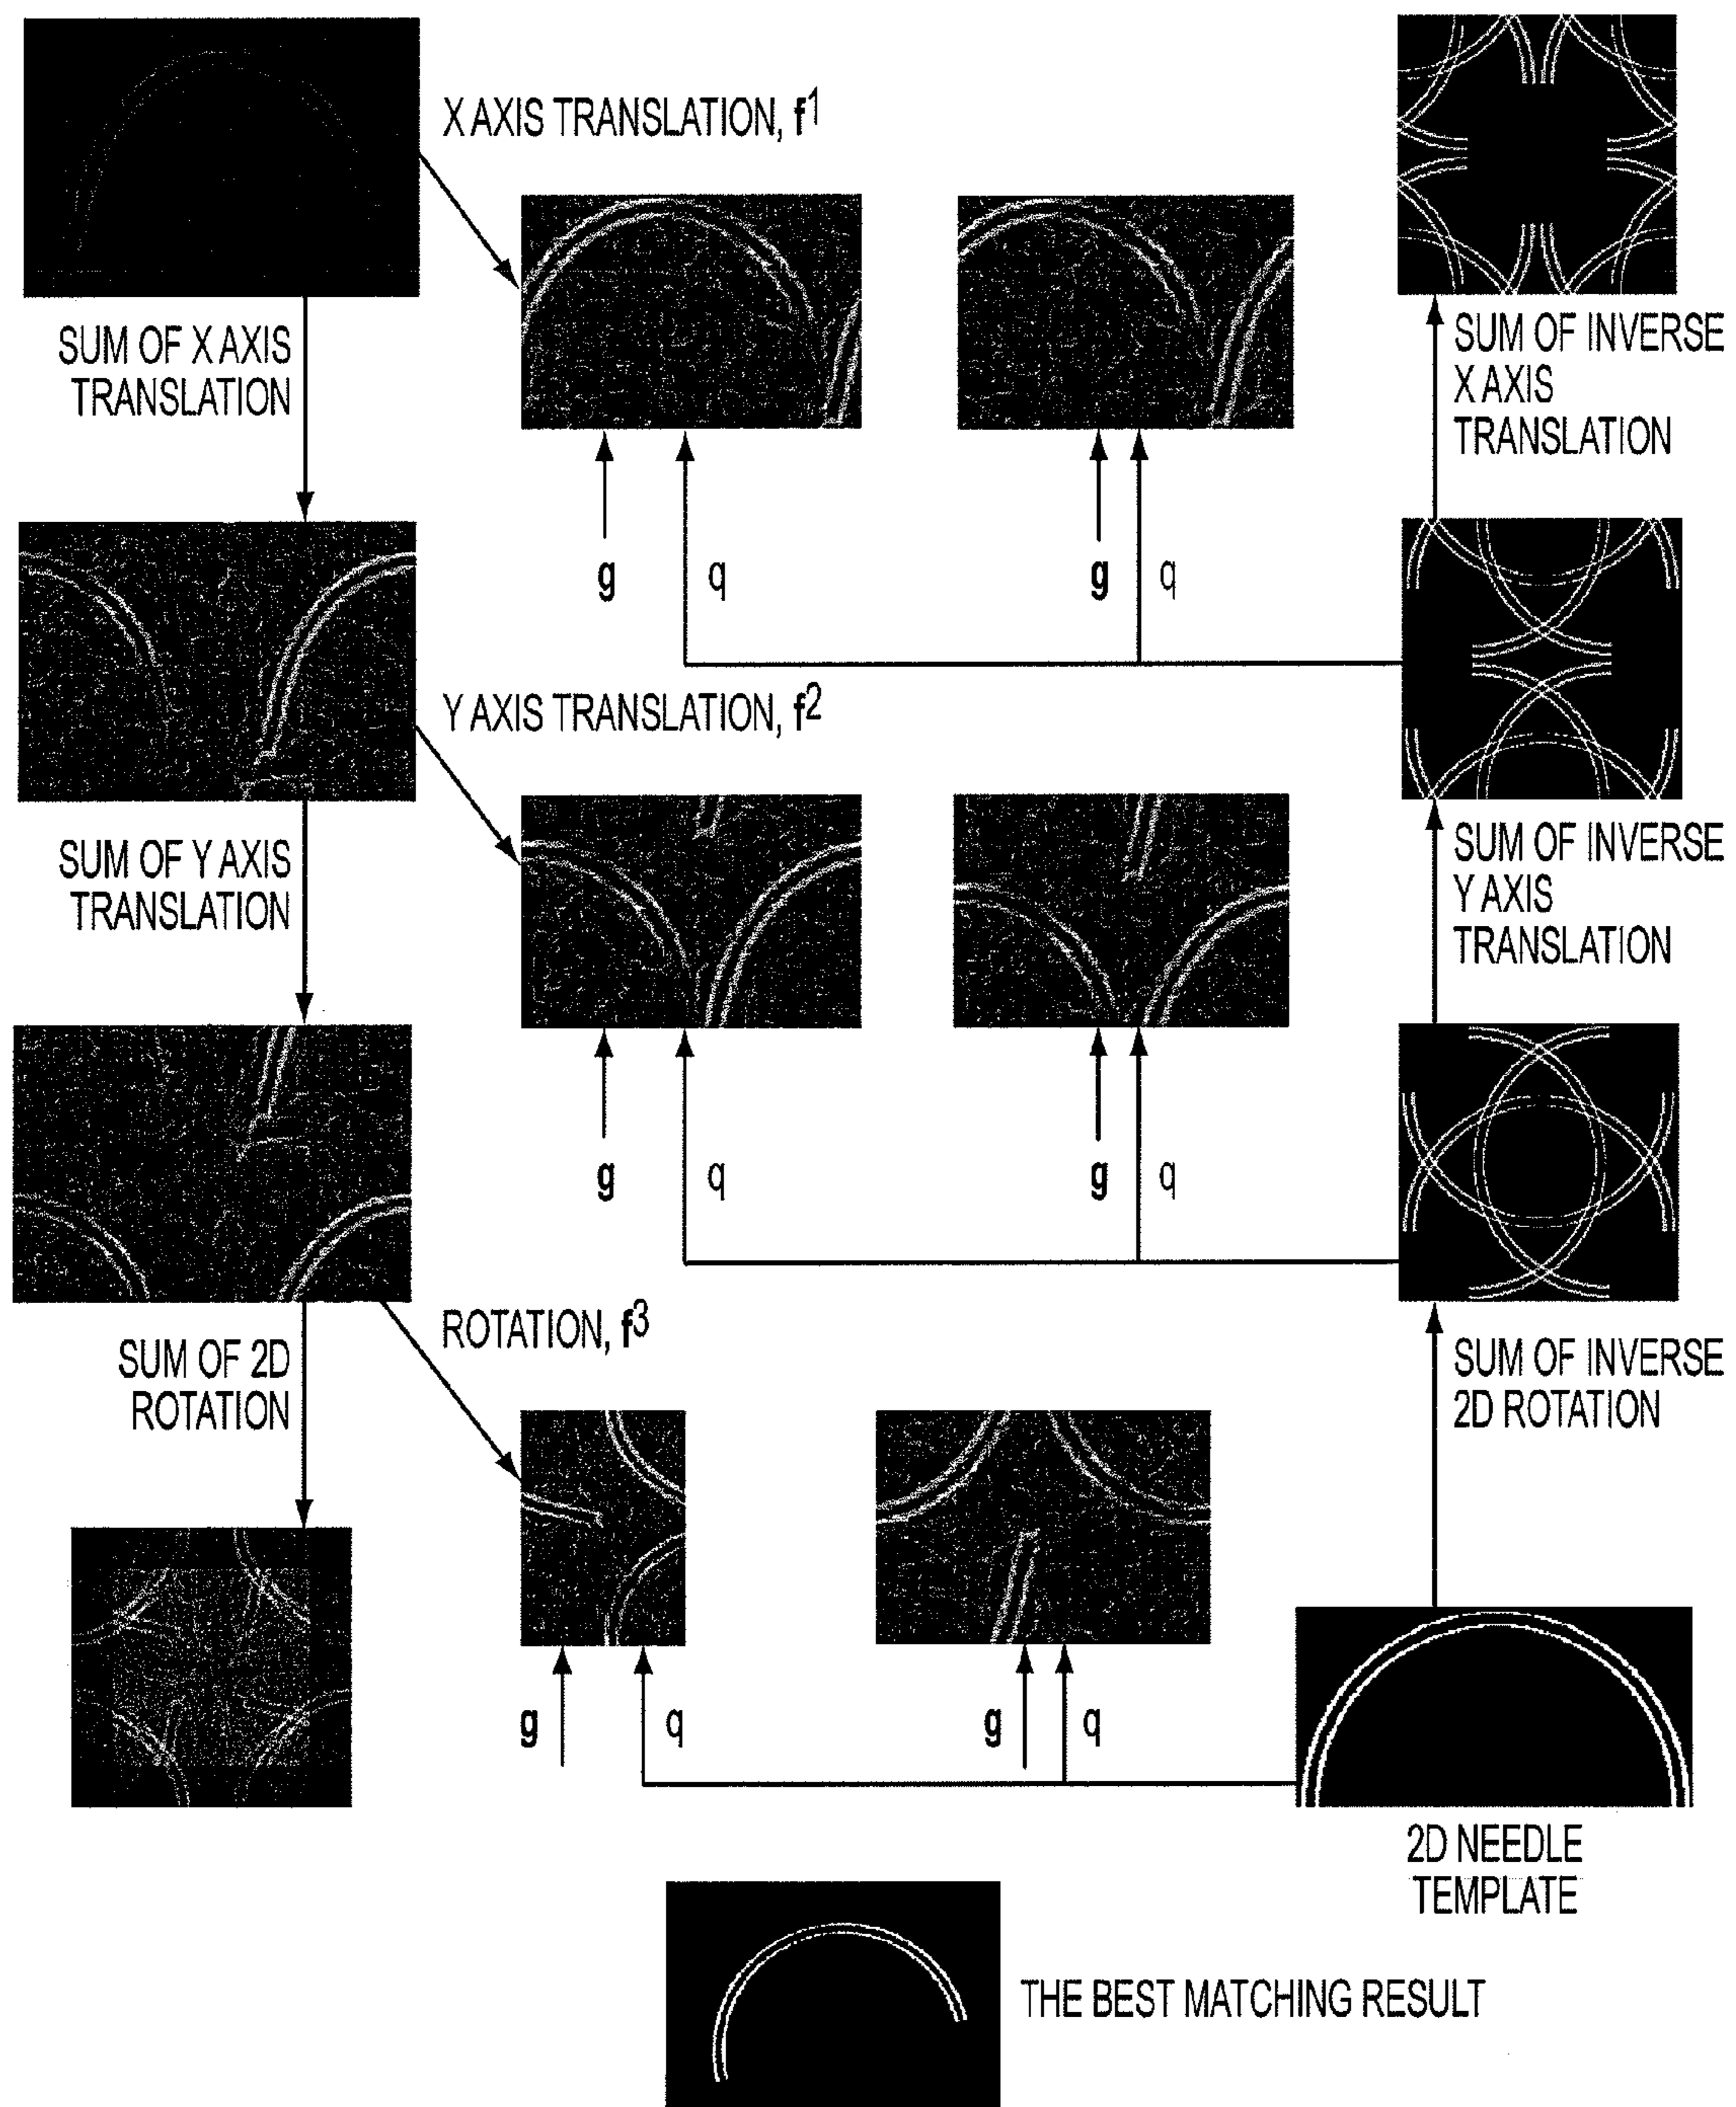 X AXIS TRANSLATION, f1
SUM OF X AXIS
TRANSLATION
SUM OF INVERSE
X AXIS
TRANSLATION
g
q
g
q
Y AXIS TRANSLATION, f2
SUM OF Y AXIS
TRANSLATION
SUM OF INVERSE
Y AXIS
TRANSLATION
g
q
g
q
ROTATION, f3
SUM OF 2D
ROTATION
SUM OF INVERSE
2D ROTATION
g
q
g
q
2D NEEDLE
TEMPLATE
THE BEST MATCHING RESULT